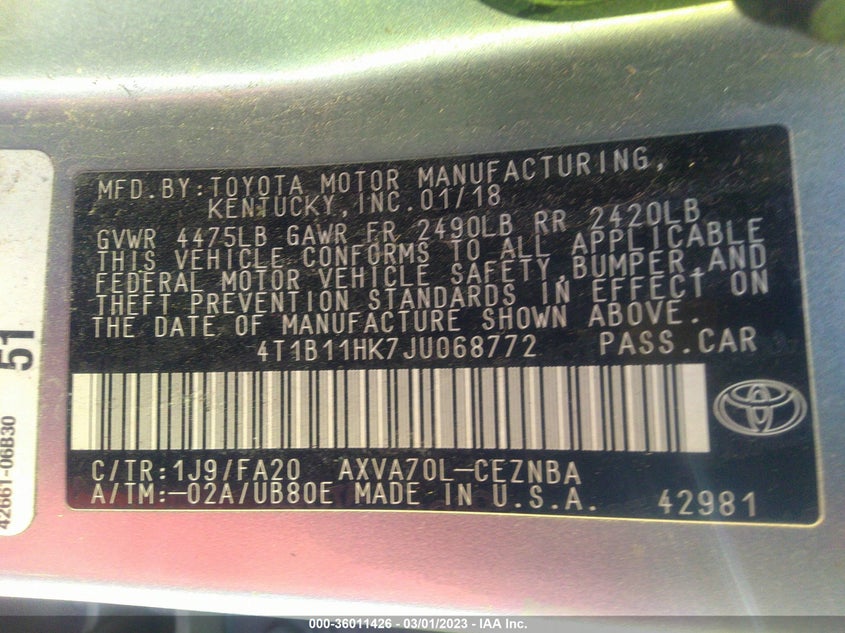 MFD.BY:TOYOTA MOTOR MANUFACTURING,
KENTUCKY,INC.01/18
GVWR 4475LB GAWR FR 2490LB RR 2420LB
THIS VEHICLE CONFORMS TO ALL APPLICABLE
FEDERAL MOTOR VEHICLE SAFETY,BUMPER,AND
THEFT PREVENTION STANDARDS IN EFFECT ON
THE DATE OF MANUFACTURE SHOWN ABOVE.
4T1B11HK7JU068772 PASS.CAR
C/TR:1J9/FA20 AXVA70L-CEZNBA
A/TM:-02A/UB80E MADE IN U.S.A. 42981
51
42661-06B30
000-36011426 - 03/01/2023 - IAA Inc.